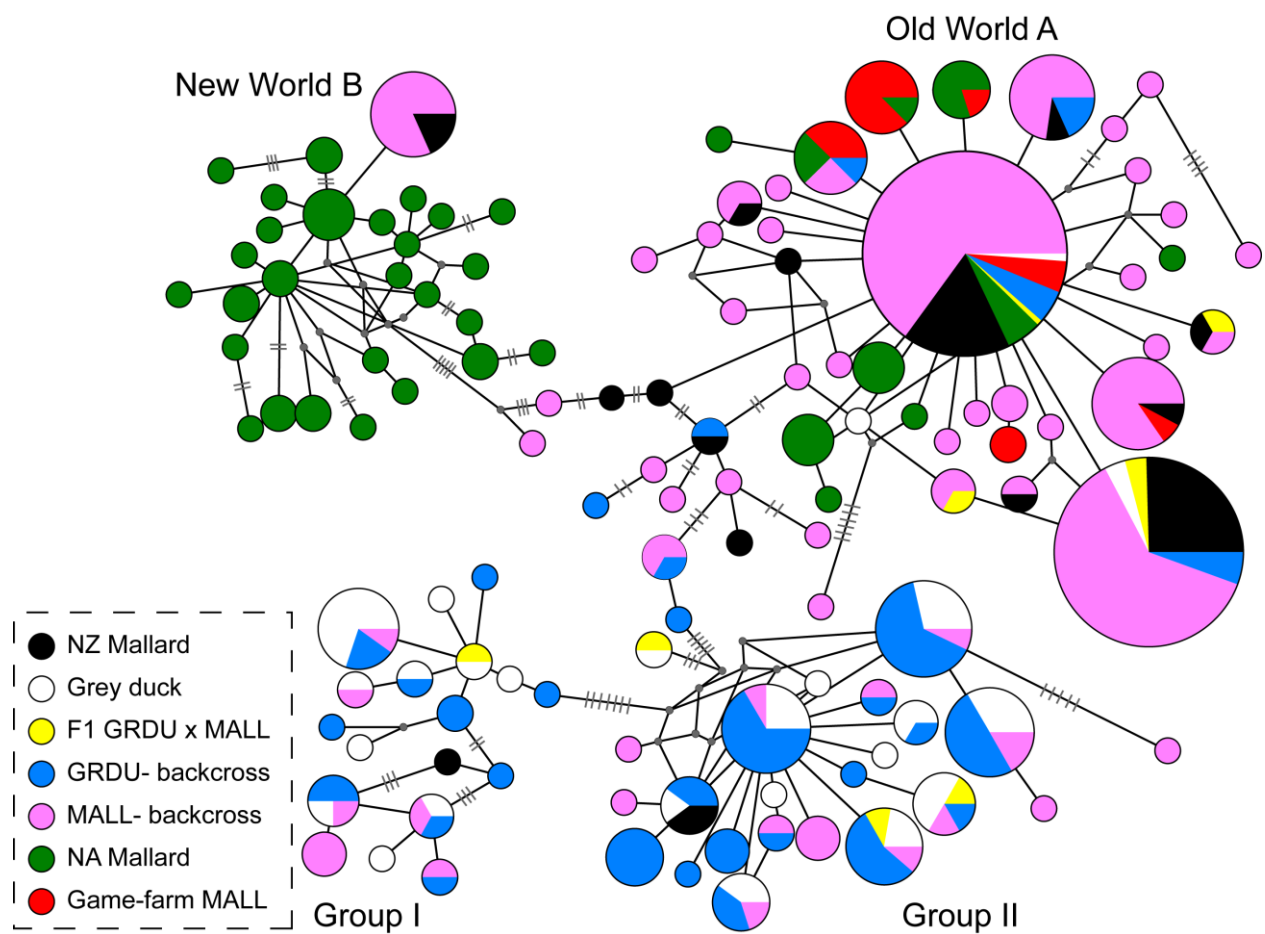 Old World A
New World B
NZ Mallard
Grey duck
F1 GRDU x MALL
GRDU- backcross
MALL- backcross
NA Mallard
Game-farm MALL
Group I
Group II